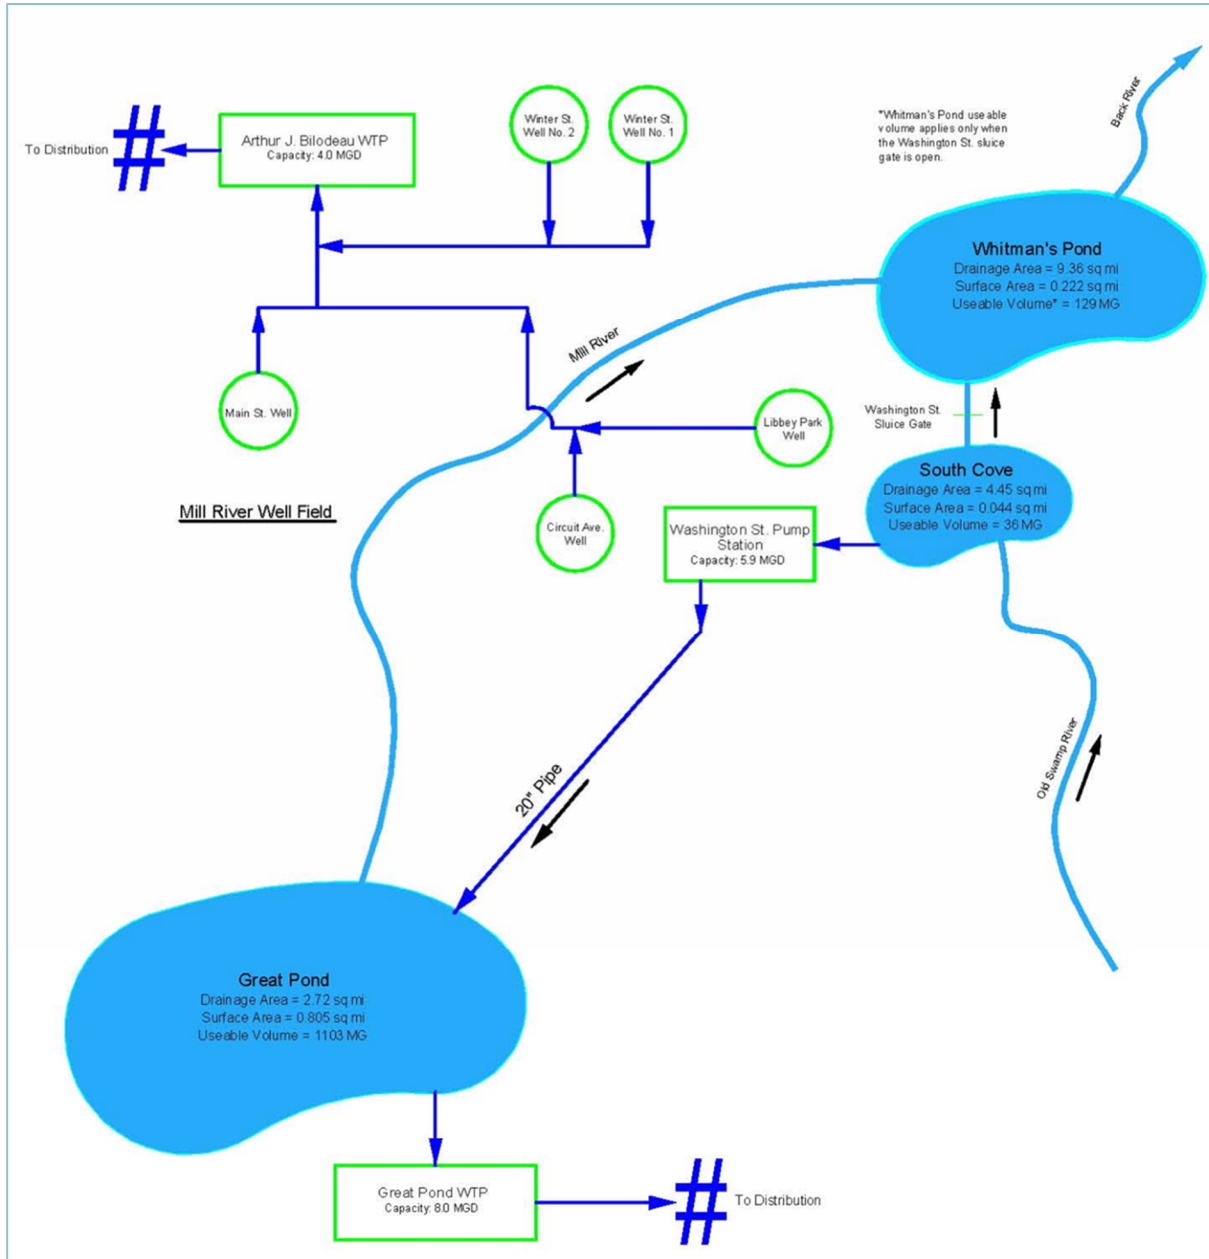 To Distribution
Arthur J. Bilodeau WTP
Capacity: 4.0 MGD
Winter St.
Well No. 2
Winter St.
Well No. 1
*Whitman's Pond useable
volume applies only when
the Washington St. sluice
gate is open.
Back River
Whitman's Pond
Drainage Area = 9.36 sq mi
Surface Area = 0.222 sq mi
Useable Volume* = 129 MG
Mill River
Main St. Well
Libbey Park
Well
Washington St.
Sluice Gate
South Cove
Drainage Area = 4.45 sq mi
Surface Area = 0.044 sq mi
Useable Volume = 36 MG
Mill River Well Field
Circuit Ave.
Well
Washington St. Pump
Station
Capacity: 5.9 MGD
Old Swamp River
20" Pipe
Great Pond
Drainage Area = 2.72 sq mi
Surface Area = 0.805 sq mi
Useable Volume = 1103 MG
Great Pond WTP
Capacity: 8.0 MGD
To Distribution